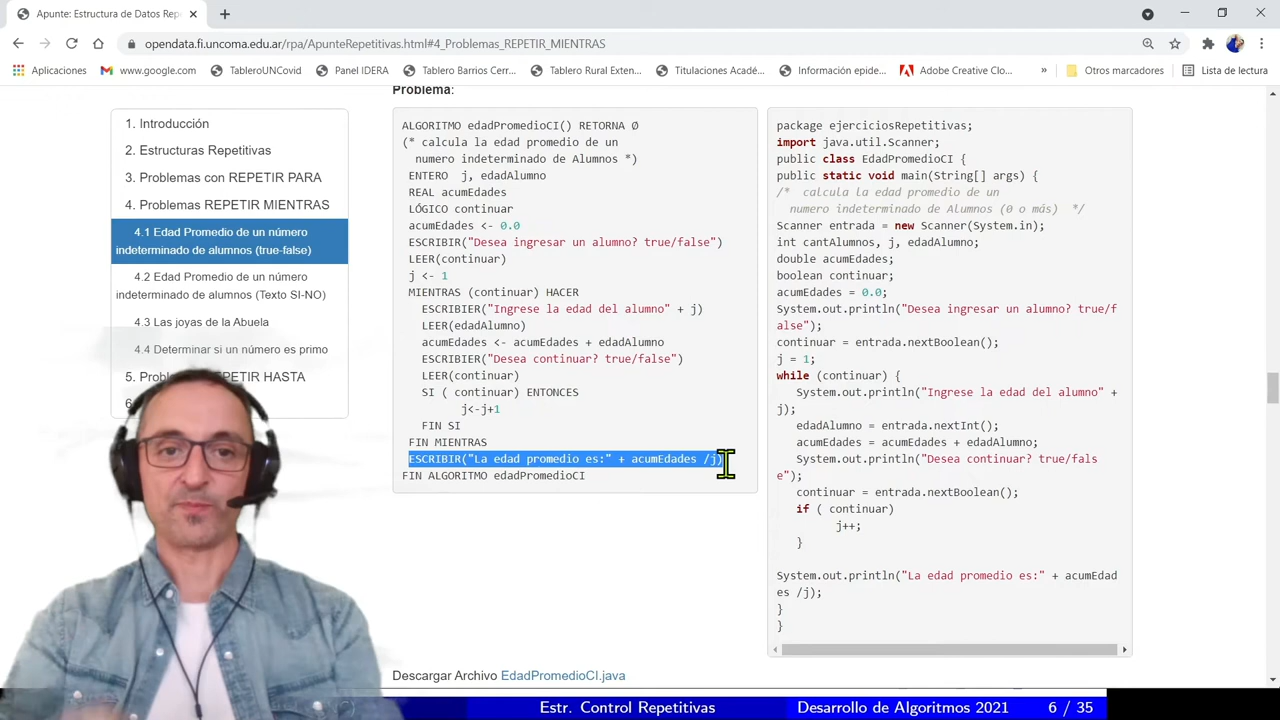 Apunte: Estructura de Datos Rep
opendata.fi.uncoma.edu.ar/rpa/ApunteRepetitivas.html#4_Problemas_REPETIR_MIENTRAS
Aplicaciones www.google.com TableroUNCovid Panel IDERA Tablero Barrios Cerr... Tablero Rural Exten... Titulaciones Acadé... Información epide... Adobe Creative Clo... » Otros marcadores Lista de lectura
1. Introducción
2. Estructuras Repetitivas
3. Problemas con REPETIR PARA
4. Problemas REPETIR MIENTRAS
4.1 Edad Promedio de un número
indeterminado de alumnos (true-false)
4.2 Edad Promedio de un número
indeterminado de alumnos (Texto SI-NO)
4.3 Las joyas de la Abuela
4.4 Determinar si un número es primo
5. HASTA
Problema:
ALGORITMO edadPromedioCI() RETORNA Ø
(* calcula la edad promedio de un
numero indeterminado de Alumnos *)
ENTERO j, edadAlumno
REAL acumEdades
LÓGICO continuar
acumEdades <- 0.0
ESCRIBIR("Desea ingresar un alumno? true/false")
LEER(continuar)
j <- 1
MIENTRAS (continuar) HACER
ESCRIBIER("Ingrese la edad del alumno" + j)
LEER(edadAlumno)
acumEdades <- acumEdades + edadAlumno
ESCRIBIER("Desea continuar? true/false")
LEER(continuar)
SI ( continuar) ENTONCES
j<-j+1
FIN SI
FIN MIENTRAS
ESCRIBIR("La edad promedio es:" + acumEdades /j)
FIN ALGORITMO edadPromedioCI
package ejerciciosRepetitivas;
import java.util.Scanner;
public class EdadPromedioCI {
public static void main(String[] args) {
/* calcula la edad promedio de un
numero indeterminado de Alumnos (0 o más) */
Scanner entrada = new Scanner(System.in);
int cantAlumnos, j, edadAlumno;
double acumEdades;
boolean continuar;
acumEdades = 0.0;
System.out.println("Desea ingresar un alumno? true/f
alse");
continuar = entrada.nextBoolean();
j = 1;
while (continuar) {
System.out.println("Ingrese la edad del alumno" +
j);
edadAlumno = entrada.nextInt();
acumEdades = acumEdades + edadAlumno;
System.out.println("Desea continuar? true/fals
e");
continuar = entrada.nextBoolean();
if ( continuar)
j++;
}
System.out.println("La edad promedio es:" + acumEdad
es /j);
}
}
Descargar Archivo EdadPromedioCI.java
Estr. Control Repetitivas Desarrollo de Algoritmos 2021 6 / 35